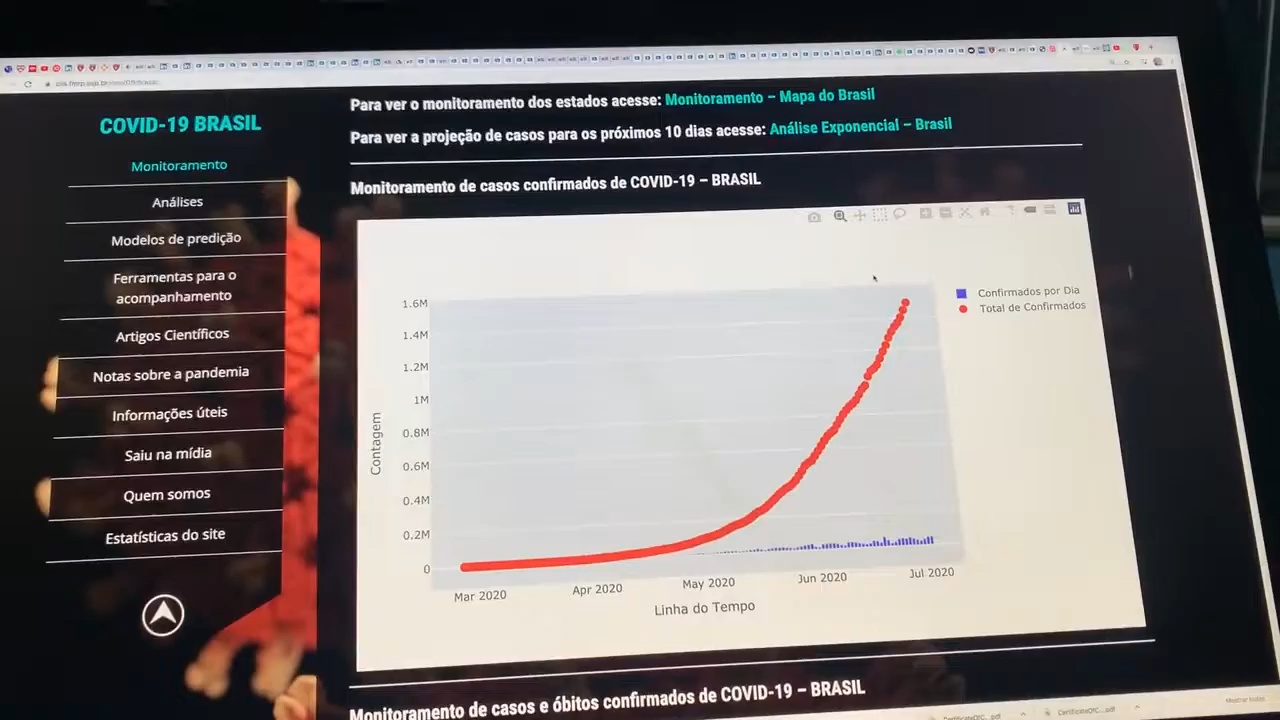 COVID-19 BRASIL
Monitoramento
Análises
Modelos de predição
Ferramentas para o
acompanhamento
Artigos Científicos
Notas sobre a pandemia
Informações úteis
Saiu na mídia
Quem somos
Estatísticas do site
Para ver o monitoramento dos estados acesse: Monitoramento – Mapa do Brasil
Para ver a projeção de casos para os próximos 10 dias acesse: Análise Exponencial – Brasil
Monitoramento de casos confirmados de COVID-19 – BRASIL
Confirmados por Dia
Total de Confirmados
1.6M
1.4M
1.2M
1M
0.8M
0.6M
0.4M
0.2M
0
Contagem
Mar 2020 Apr 2020 May 2020 Jun 2020 Jul 2020
Linha do Tempo
Monitoramento de casos e óbitos confirmados de COVID-19 – BRASIL
Mostrar todos